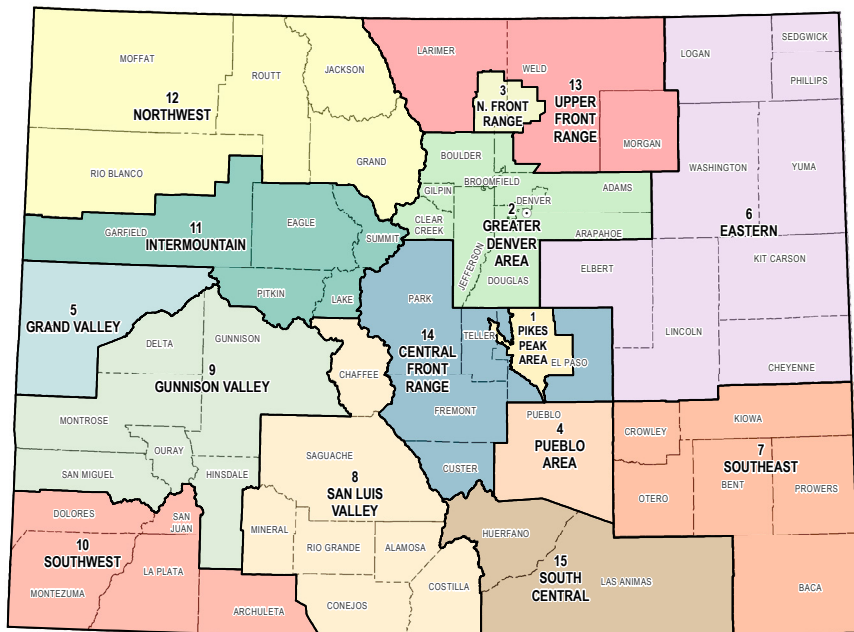 SEDGWICK
LARIMER
LOGAN
MOFFAT
WELD
JACKSON
ROUTT
PHILLIPS
13
UPPER
FRONT
RANGE
3
N. FRONT
RANGE
12
NORTHWEST
MORGAN
BOULDER
GRAND
WASHINGTON
YUMA
RIO BLANCO
BROOMFIELD
GILPIN
ADAMS
DENVER
2
GREATER
DENVER
AREA
6
EASTERN
EAGLE
CLEAR
CREEK
11
INTERMOUNTAIN
GARFIELD
SUMMIT
ARAPAHOE
JEFFERSON
KIT CARSON
ELBERT
DOUGLAS
PITKIN
LAKE
PARK
5
GRAND VALLEY
1
PIKES
PEAK
AREA
TELLER
14
CENTRAL
FRONT
RANGE
LINCOLN
GUNNISON
DELTA
EL PASO
CHEYENNE
9
GUNNISON VALLEY
CHAFFEE
FREMONT
PUEBLO
MONTROSE
KIOWA
4
PUEBLO
AREA
CROWLEY
7
SOUTHEAST
OURAY
SAGUACHE
SAN MIGUEL
HINSDALE
CUSTER
8
SAN LUIS
VALLEY
BENT
PROWERS
OTERO
DOLORES
SAN
JUAN
MINERAL
HUERFANO
10
SOUTHWEST
RIO GRANDE
ALAMOSA
15
SOUTH
CENTRAL
LA PLATA
LAS ANIMAS
COSTILLA
BACA
MONTEZUMA
CONEJOS
ARCHULETA